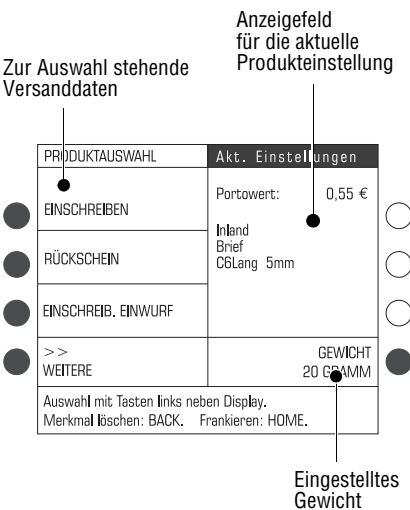 Anzeigefeld
für die aktuelle
Produkteinstellung
Zur Auswahl stehende
Versanddaten
PRODUKTAUSWAHL
Akt. Einstellungen
EINSCHREIBEN
Portowert: 0,55 €
Inland
Brief
C6Lang 5mm
RÜCKSCHEIN
EINSCHREIB. EINWURF
>>
WEITERE
GEWICHT
20 GRAMM
Auswahl mit Tasten links neben Display.
Merkmal löschen: BACK. Frankieren: HOME.
Eingestelltes
Gewicht